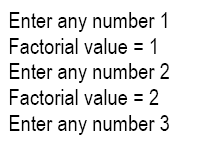 Enter any number 1
Factorial value = 1
Enter any number 2
Factorial value = 2
Enter any number 3